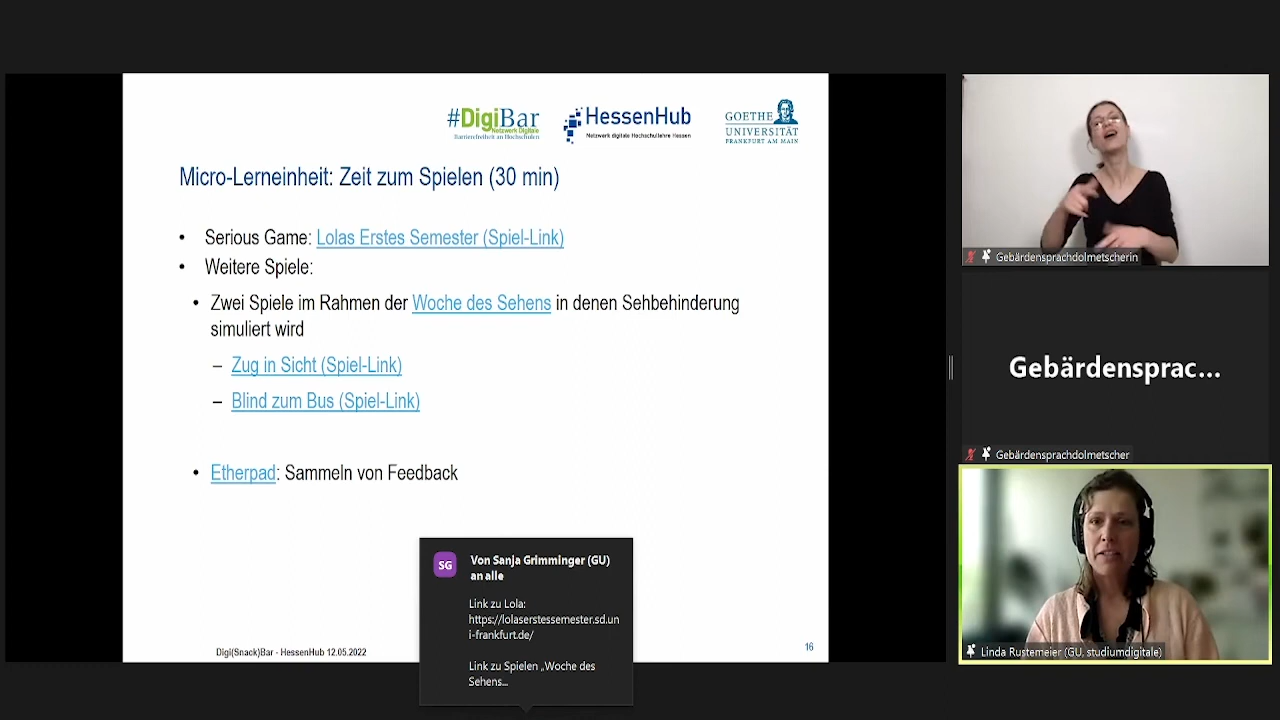 #DigiBar
Netzwerk Digitale
Barrierefreiheit an Hochschulen
HessenHub
Netzwerk digitale Hochschullehre Hessen
GOETHE
UNIVERSITÄT
FRANKFURT AM MAIN
Micro-Lerneinheit: Zeit zum Spielen (30 min)
• Serious Game: Lolas Erstes Semester (Spiel-Link)
• Weitere Spiele:
• Zwei Spiele im Rahmen der Woche des Sehens in denen Sehbehinderung
simuliert wird
– Zug in Sicht (Spiel-Link)
– Blind zum Bus (Spiel-Link)
• Etherpad: Sammeln von Feedback
Digi(Snack)Bar - HessenHub 12.05.2022
16
SG
Von Sanja Grimminger (GU)
an alle
Link zu Lola:
https://lolaserstessemester.sd.un
i-frankfurt.de/
Link zu Spielen „Woche des
Sehens...
Gebärdensprachdolmetscherin
Gebärdensprac...
Gebärdensprachdolmetscher
Linda Rustemeier (GU, studiumdigitale)